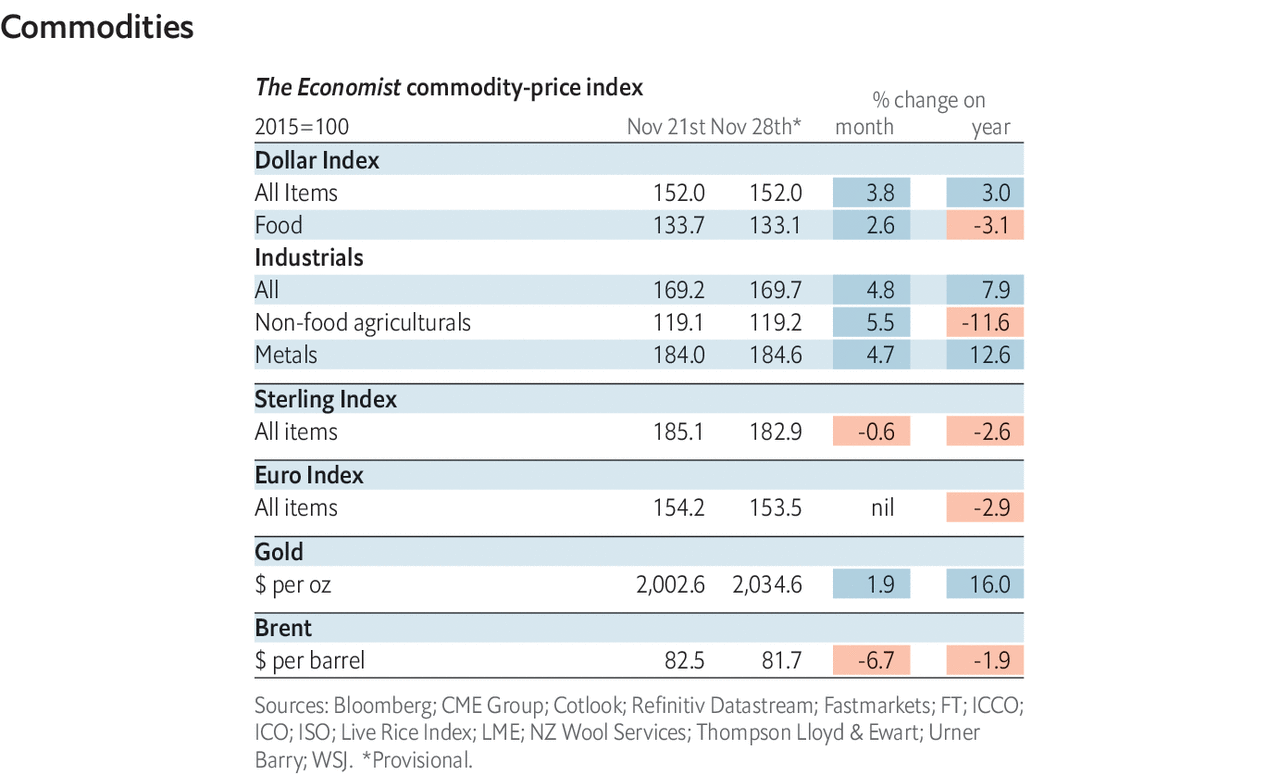 Commodities
The Economist commodity-price index
% change on
2015=100 Nov 21st Nov 28th* month year
Dollar Index
All Items 152.0 152.0 3.8 3.0
Food 133.7 133.1 2.6 -3.1
Industrials
All 169.2 169.7 4.8 7.9
Non-food agriculturals 119.1 119.2 5.5 -11.6
Metals 184.0 184.6 4.7 12.6
Sterling Index
All items 185.1 182.9 -0.6 -2.6
Euro Index
All items 154.2 153.5 nil -2.9
Gold
$ per oz 2,002.6 2,034.6 1.9 16.0
Brent
$ per barrel 82.5 81.7 -6.7 -1.9
Sources: Bloomberg; CME Group; Cotlook; Refinitiv Datastream; Fastmarkets; FT; ICCO;
ICO; ISO; Live Rice Index; LME; NZ Wool Services; Thompson Lloyd & Ewart; Urner
Barry; WSJ. *Provisional.